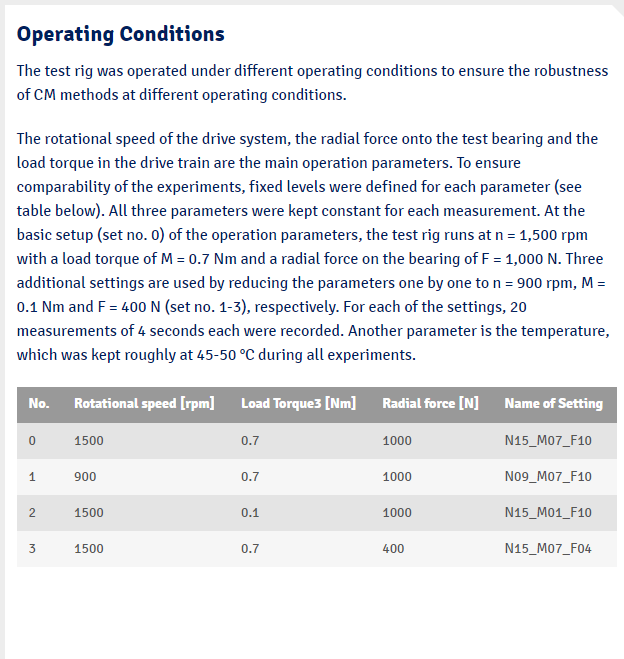 Operating Conditions
The test rig was operated under different operating conditions to ensure the robustness
of CM methods at different operating conditions.
The rotational speed of the drive system, the radial force onto the test bearing and the
load torque in the drive train are the main operation parameters. To ensure
comparability of the experiments, fixed levels were defined for each parameter (see
table below). All three parameters were kept constant for each measurement. At the
basic setup (set no. 0) of the operation parameters, the test rig runs at n = 1,500 rpm
with a load torque of M = 0.7 Nm and a radial force on the bearing of F = 1,000 N. Three
additional settings are used by reducing the parameters one by one to n = 900 rpm, M =
0.1 Nm and F = 400 N (set no. 1-3), respectively. For each of the settings, 20
measurements of 4 seconds each were recorded. Another parameter is the temperature,
which was kept roughly at 45-50 °C during all experiments.
No. Rotational speed [rpm] Load Torque3 [Nm] Radial force [N] Name of Setting
0 1500 0.7 1000 N15_M07_F10
1 900 0.7 1000 N09_M07_F10
2 1500 0.1 1000 N15_M01_F10
3 1500 0.7 400 N15_M07_F04